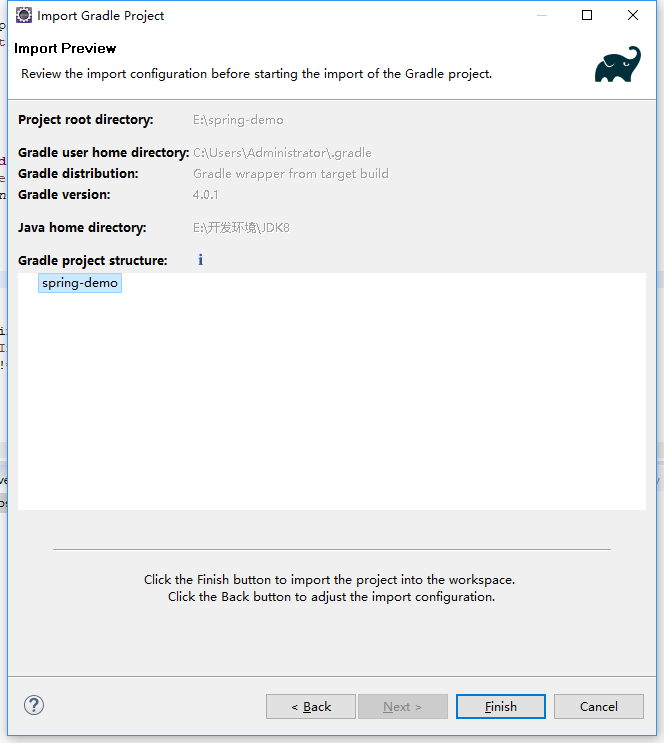 Import Gradle Project
Import Preview
Review the import configuration before starting the import of the Gradle project.
Project root directory: E:\spring-demo
Gradle user home directory: C:\Users\Administrator\.gradle
Gradle distribution: Gradle wrapper from target build
Gradle version: 4.0.1
Java home directory: E:\开发环境\JDK8
Gradle project structure:
spring-demo
Click the Finish button to import the project into the workspace.
Click the Back button to adjust the import configuration.
< Back Next > Finish Cancel